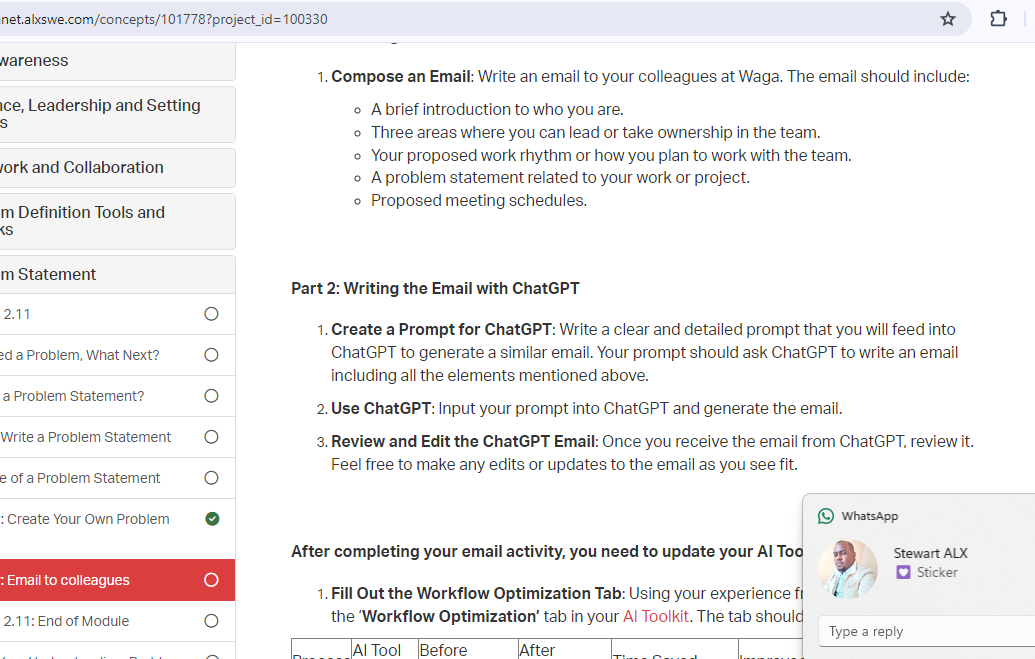 net.alxswe.com/concepts/101778?project_id=100330
wareness
nce, Leadership and Setting
s
vork and Collaboration
m Definition Tools and
ks
m Statement
2.11
ed a Problem, What Next?
a Problem Statement?
Write a Problem Statement
e of a Problem Statement
r: Create Your Own Problem
r: Email to colleagues
2.11: End of Module
1. Compose an Email: Write an email to your colleagues at Waga. The email should include:
A brief introduction to who you are.
Three areas where you can lead or take ownership in the team.
Your proposed work rhythm or how you plan to work with the team.
A problem statement related to your work or project.
Proposed meeting schedules.
Part 2: Writing the Email with ChatGPT
1. Create a Prompt for ChatGPT: Write a clear and detailed prompt that you will feed into
ChatGPT to generate a similar email. Your prompt should ask ChatGPT to write an email
including all the elements mentioned above.
2. Use ChatGPT: Input your prompt into ChatGPT and generate the email.
3. Review and Edit the ChatGPT Email: Once you receive the email from ChatGPT, review it.
Feel free to make any edits or updates to the email as you see fit.
After completing your email activity, you need to update your AI Too
1. Fill Out the Workflow Optimization Tab: Using your experience fr
the ‘Workflow Optimization’ tab in your AI Toolkit. The tab should
AI Tool
Before
After
WhatsApp
Stewart ALX
Sticker
Type a reply